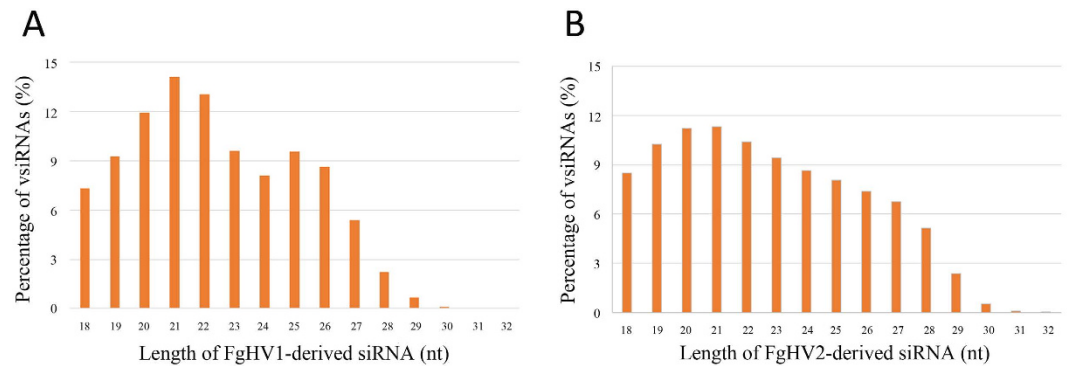 A
Percentage of vsiRNAs (%)
15
12
9
6
3
0
18 19 20 21 22 23 24 25 26 27 28 29 30 31 32
Length of FgHV1-derived siRNA (nt)
B
Percentage of vsiRNAs (%)
15
12
9
6
3
0
18 19 20 21 22 23 24 25 26 27 28 29 30 31 32
Length of FgHV2-derived siRNA (nt)